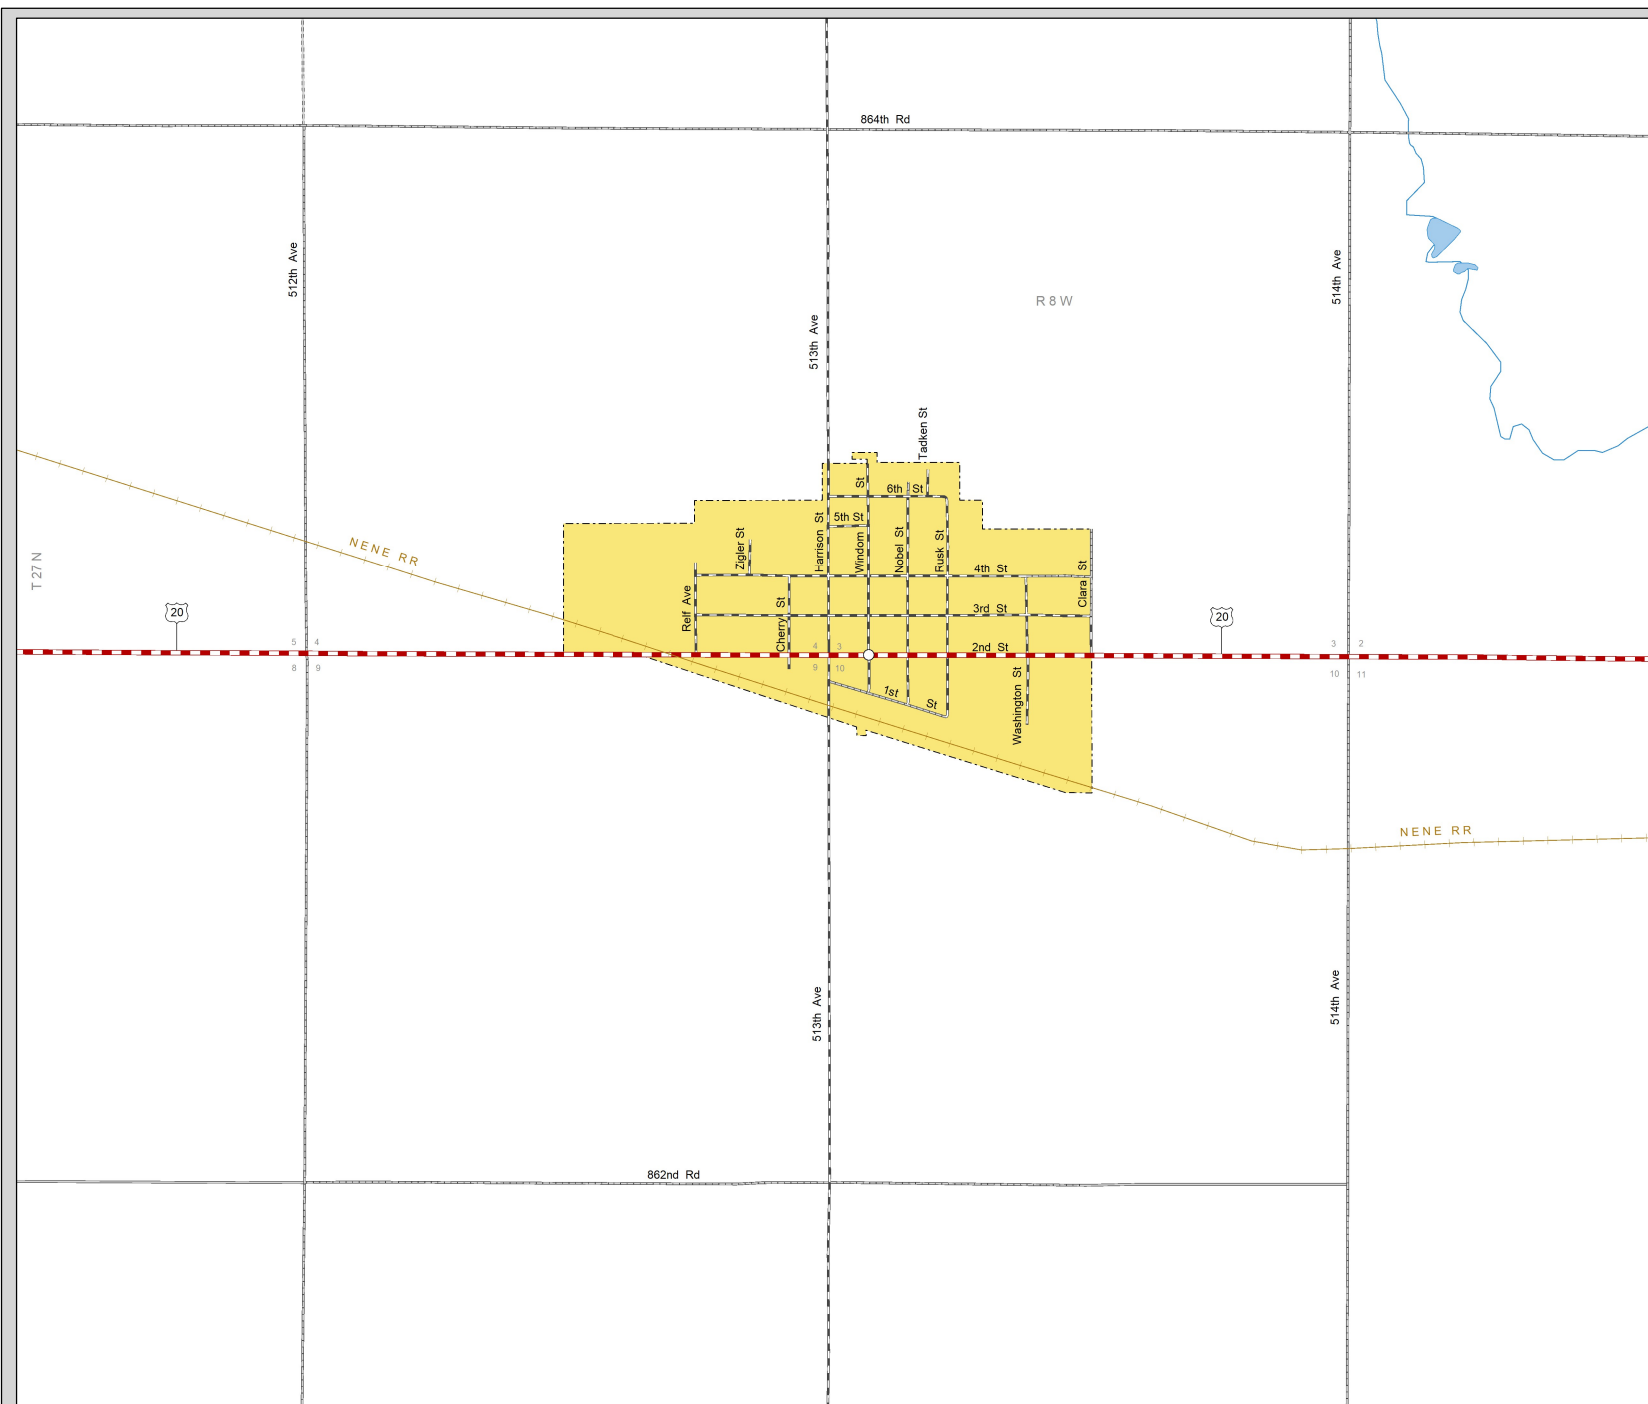 864th Rd
512th Ave
514th Ave
R 8 W
513th Ave
Tadken St
6th St
St
5th St
Harrison St
Windom
Nobel St
Rusk St
Zigler St
NENE RR
T 27 N
4th St
Clara St
Relf Ave
Cherry St
3rd St
20
20
5 4
4 3
3 2
2nd St
8 9
9 10
10 11
1st St
Washington St
NENE RR
513th Ave
514th Ave
862nd Rd